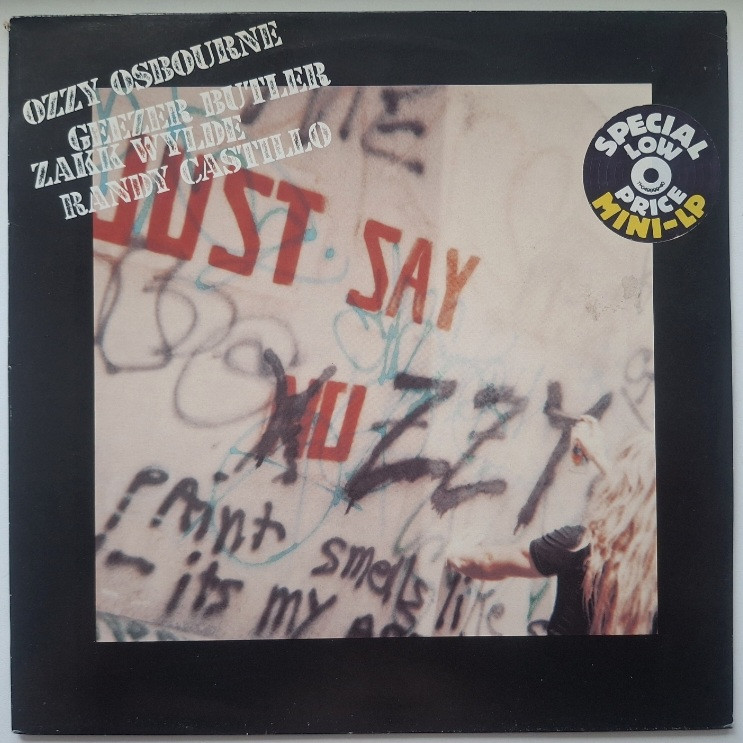 OZZY OSBOURNE
GEEZER BUTLER
ZAKK WYLDE
RANDY CASTILLO
SPECIAL
LOW
PRICE
MINI-LP
JUST SAY
NO ZZY
paint smells like
its my